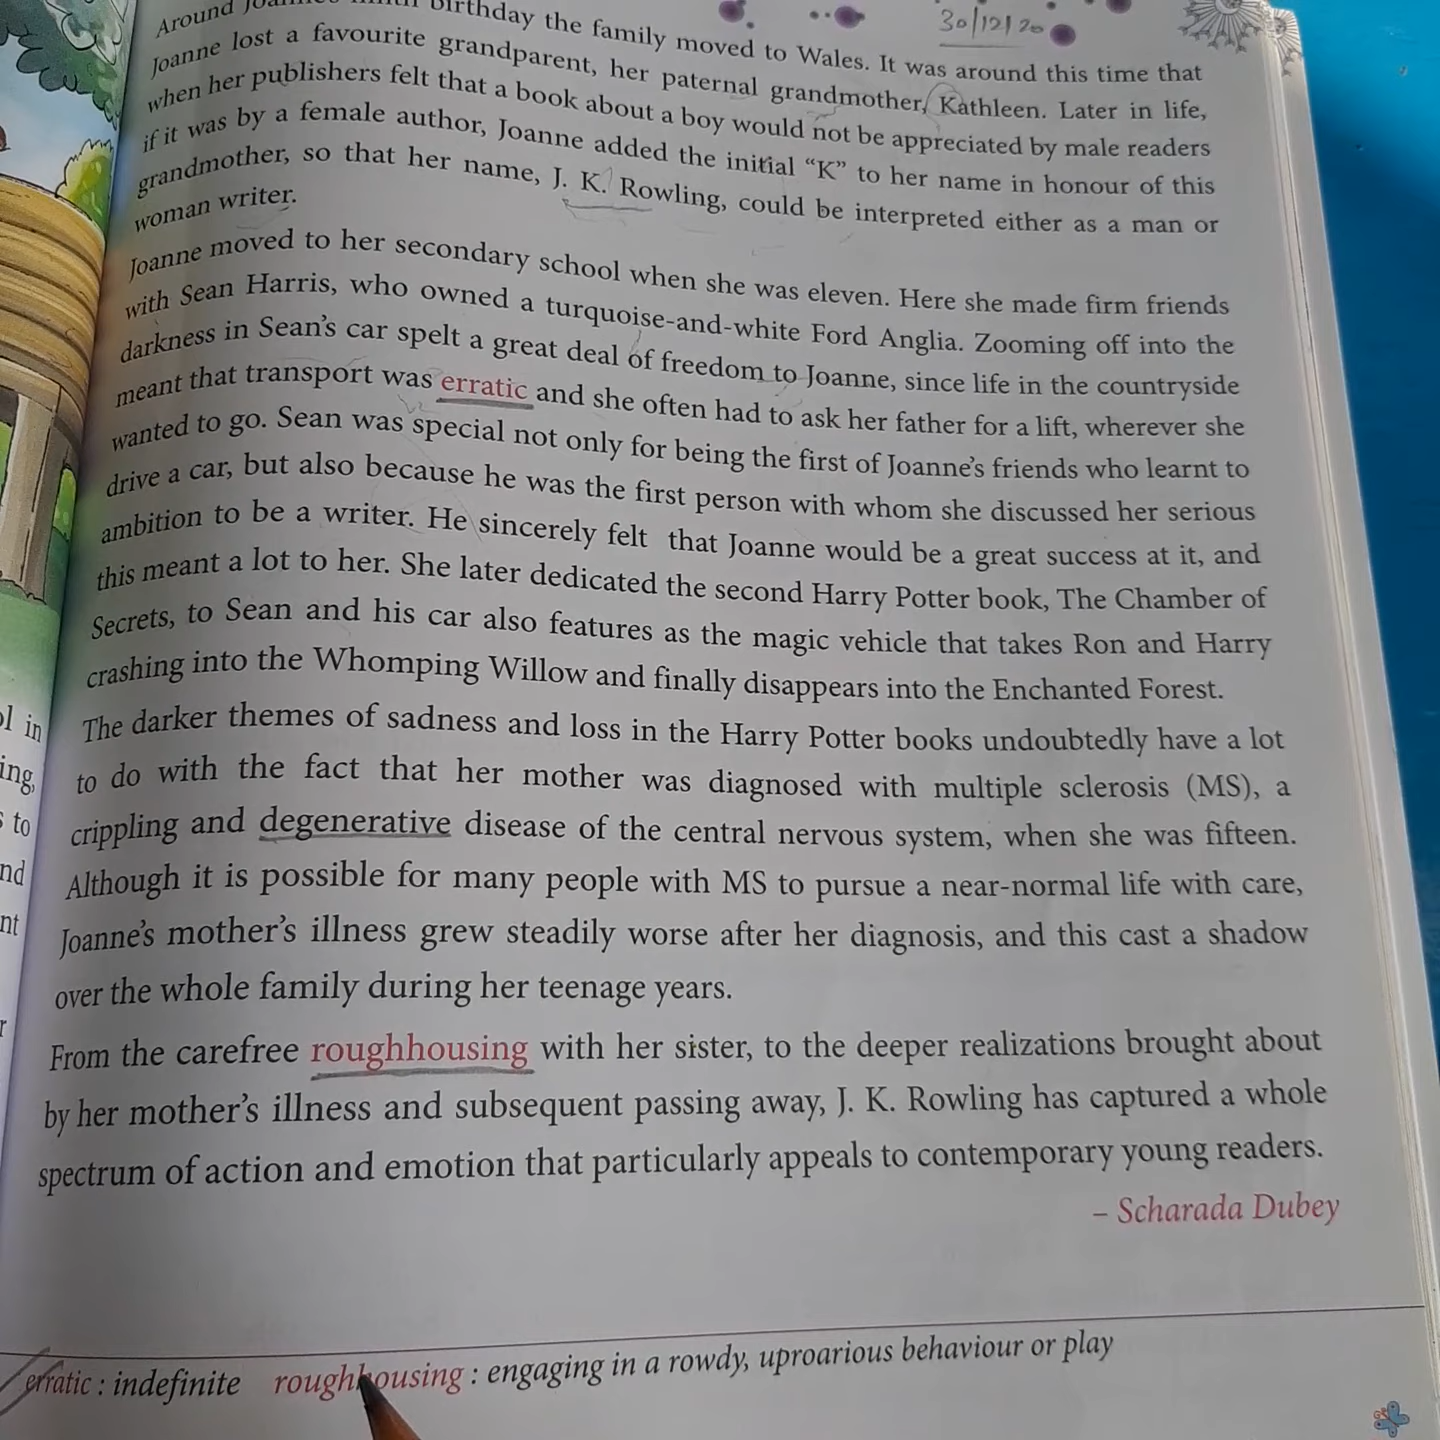 Around Joanne's ninth birthday the family moved to Wales. It was around this time that
30/12/20
Joanne lost a favourite grandparent, her paternal grandmother, Kathleen. Later in life,
when her publishers felt that a book about a boy would not be appreciated by male readers
if it was by a female author, Joanne added the initial “K” to her name in honour of this
grandmother, so that her name, J. K. Rowling, could be interpreted either as a man or
woman writer.
Joanne moved to her secondary school when she was eleven. Here she made firm friends
with Sean Harris, who owned a turquoise-and-white Ford Anglia. Zooming off into the
darkness in Sean's car spelt a great deal of freedom to Joanne, since life in the countryside
meant that transport was erratic and she often had to ask her father for a lift, wherever she
wanted to go. Sean was special not only for being the first of Joanne's friends who learnt to
drive a car, but also because he was the first person with whom she discussed her serious
ambition to be a writer. He sincerely felt that Joanne would be a great success at it, and
this meant a lot to her. She later dedicated the second Harry Potter book, The Chamber of
Secrets, to Sean and his car also features as the magic vehicle that takes Ron and Harry
crashing into the Whomping Willow and finally disappears into the Enchanted Forest.
The darker themes of sadness and loss in the Harry Potter books undoubtedly have a lot
to do with the fact that her mother was diagnosed with multiple sclerosis (MS), a
crippling and degenerative disease of the central nervous system, when she was fifteen.
Although it is possible for many people with MS to pursue a near-normal life with care,
Joanne's mother's illness grew steadily worse after her diagnosis, and this cast a shadow
over the whole family during her teenage years.
From the carefree roughhousing with her sister, to the deeper realizations brought about
by her mother's illness and subsequent passing away, J. K. Rowling has captured a whole
spectrum of action and emotion that particularly appeals to contemporary young readers.
– Scharada Dubey
erratic : indefinite roughhousing : engaging in a rowdy, uproarious behaviour or play